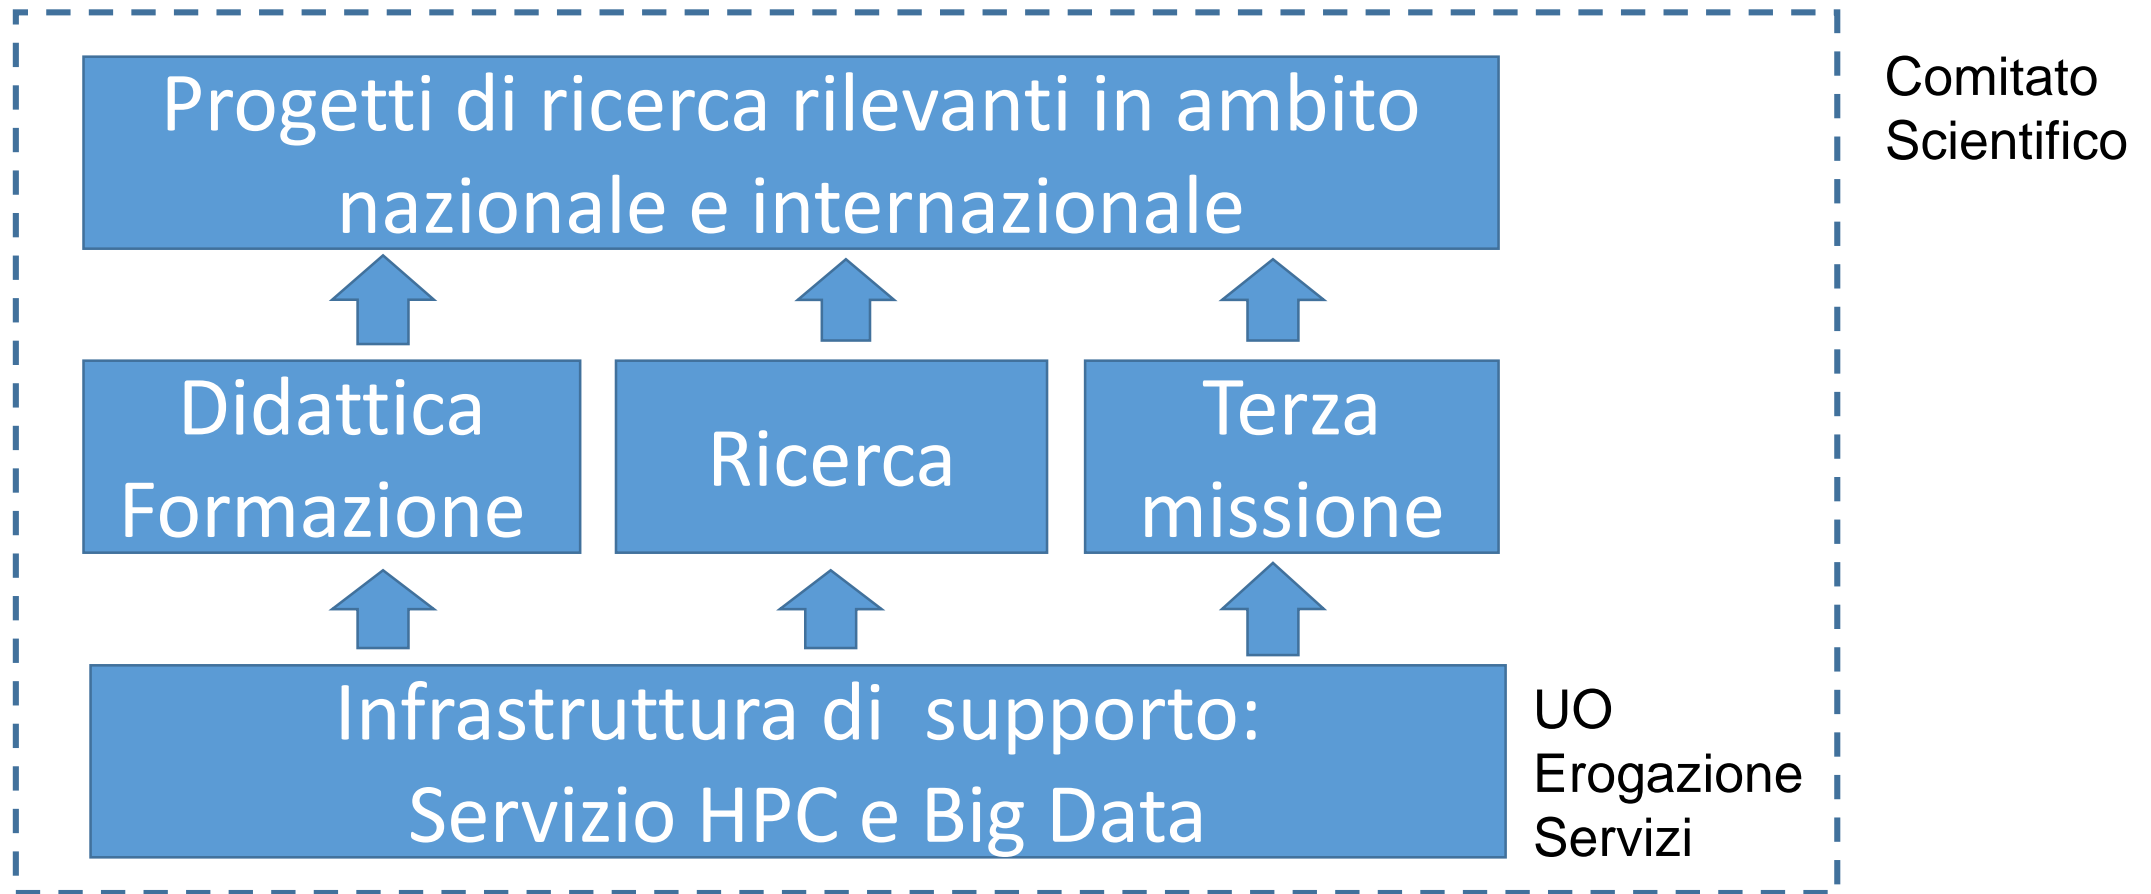 Progetti di ricerca rilevanti in ambito
nazionale e internazionale
Comitato
Scientifico
Didattica
Formazione
Ricerca
Terza
missione
Infrastruttura di  supporto:
Servizio HPC e Big Data
UO
Erogazione
Servizi